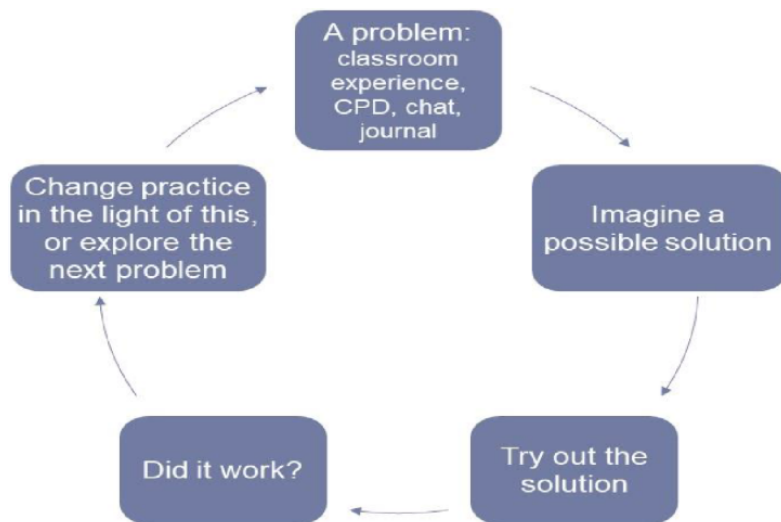 A problem:
classroom
experience,
CPD, chat,
journal
Imagine a
possible solution
Try out the
solution
Did it work?
Change practice
in the light of this,
or explore the
next problem